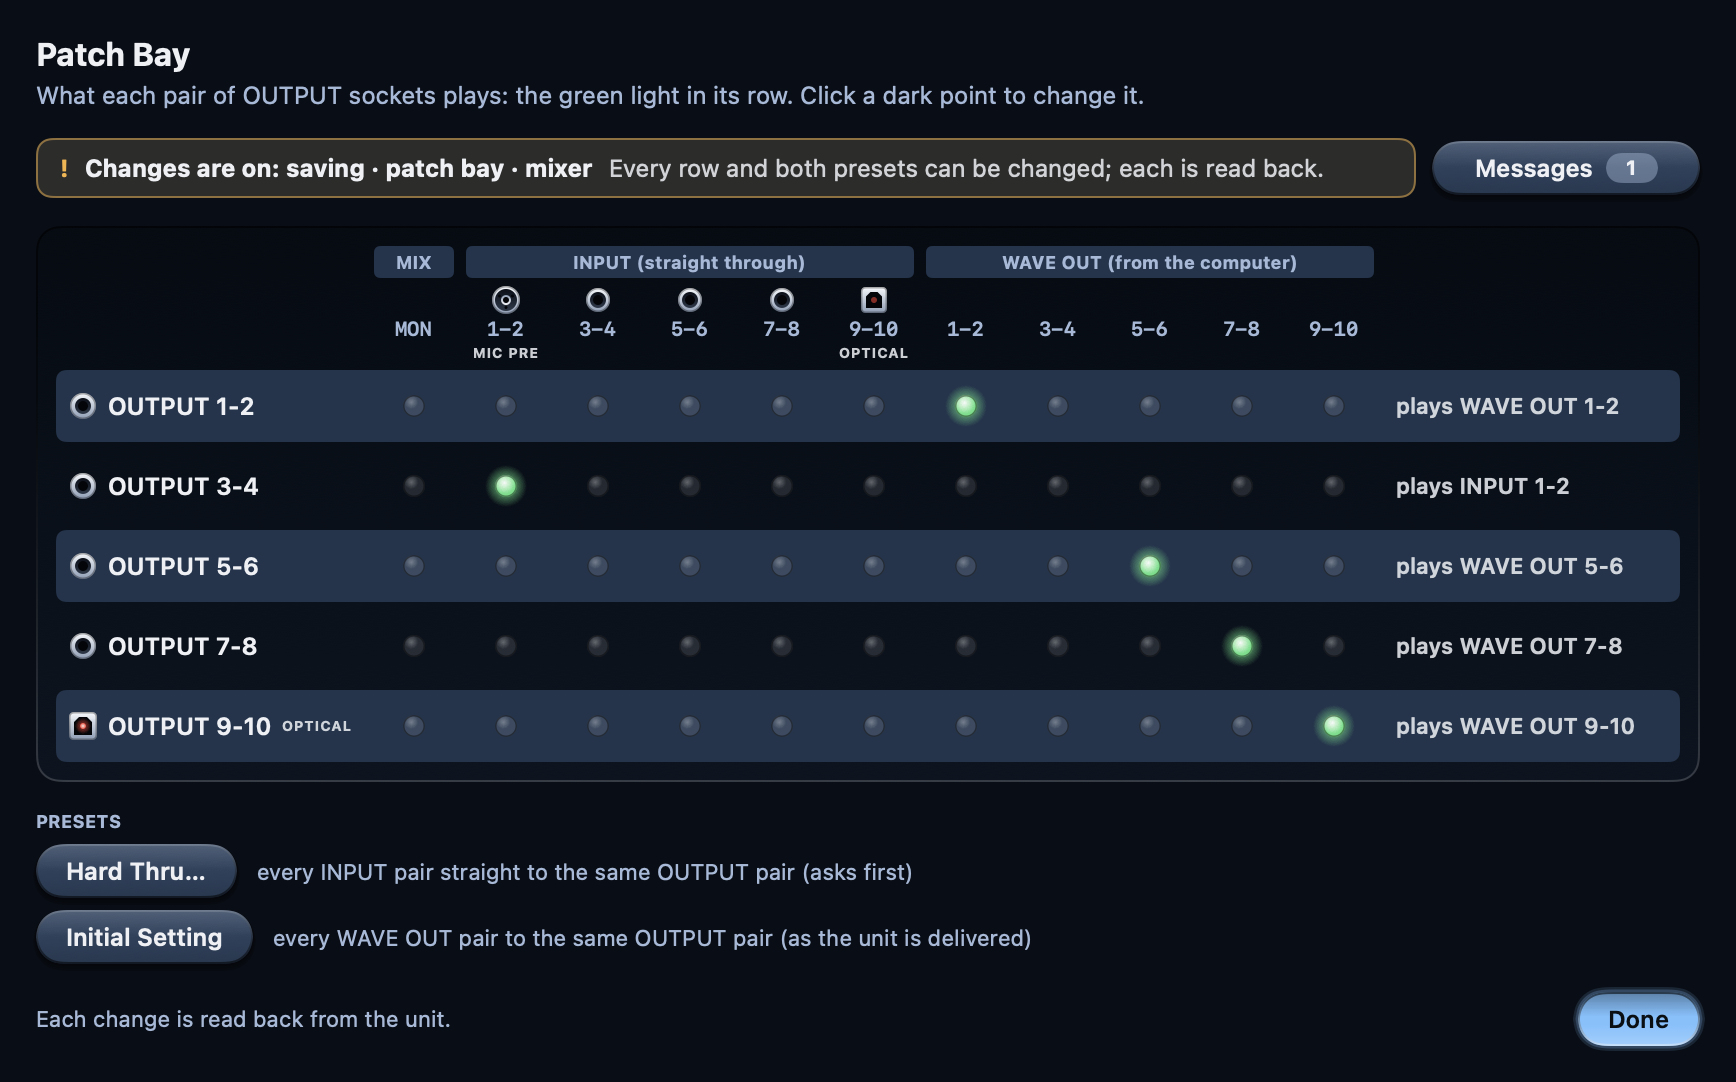 Patch Bay
What each pair of OUTPUT sockets plays: the green light in its row. Click a dark point to change it.
! Changes are on: saving · patch bay · mixer Every row and both presets can be changed; each is read back.
Messages 1
MIX INPUT (straight through) WAVE OUT (from the computer)
MON 1–2 3–4 5–6 7–8 9–10 1–2 3–4 5–6 7–8 9–10
MIC PRE OPTICAL
OUTPUT 1-2 plays WAVE OUT 1-2
OUTPUT 3-4 plays INPUT 1-2
OUTPUT 5-6 plays WAVE OUT 5-6
OUTPUT 7-8 plays WAVE OUT 7-8
OUTPUT 9-10 OPTICAL plays WAVE OUT 9-10
PRESETS
Hard Thru... every INPUT pair straight to the same OUTPUT pair (asks first)
Initial Setting every WAVE OUT pair to the same OUTPUT pair (as the unit is delivered)
Each change is read back from the unit.
Done